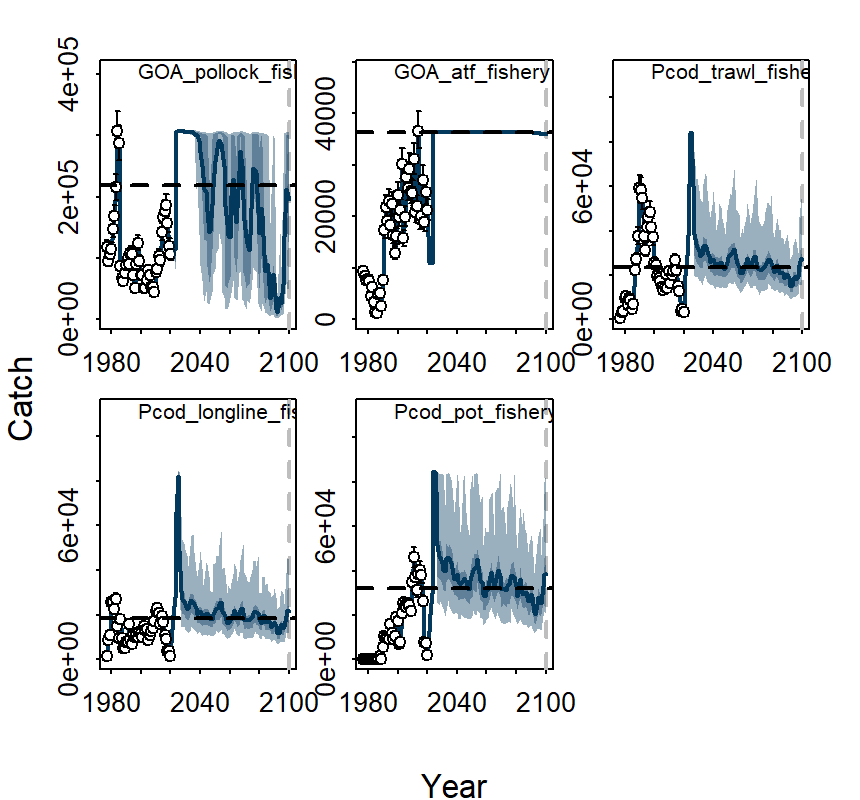 GOA_pollock_fish
GOA_atf_fishery
Pcod_trawl_fishe
4e+05
2e+05
0e+00
40000
20000
0
6e+04
0e+00
1980 2040 2100
1980 2040 2100
1980 2040 2100
Catch
Pcod_longline_fis
Pcod_pot_fishery
6e+04
0e+00
6e+04
0e+00
1980 2040 2100
1980 2040 2100
Year